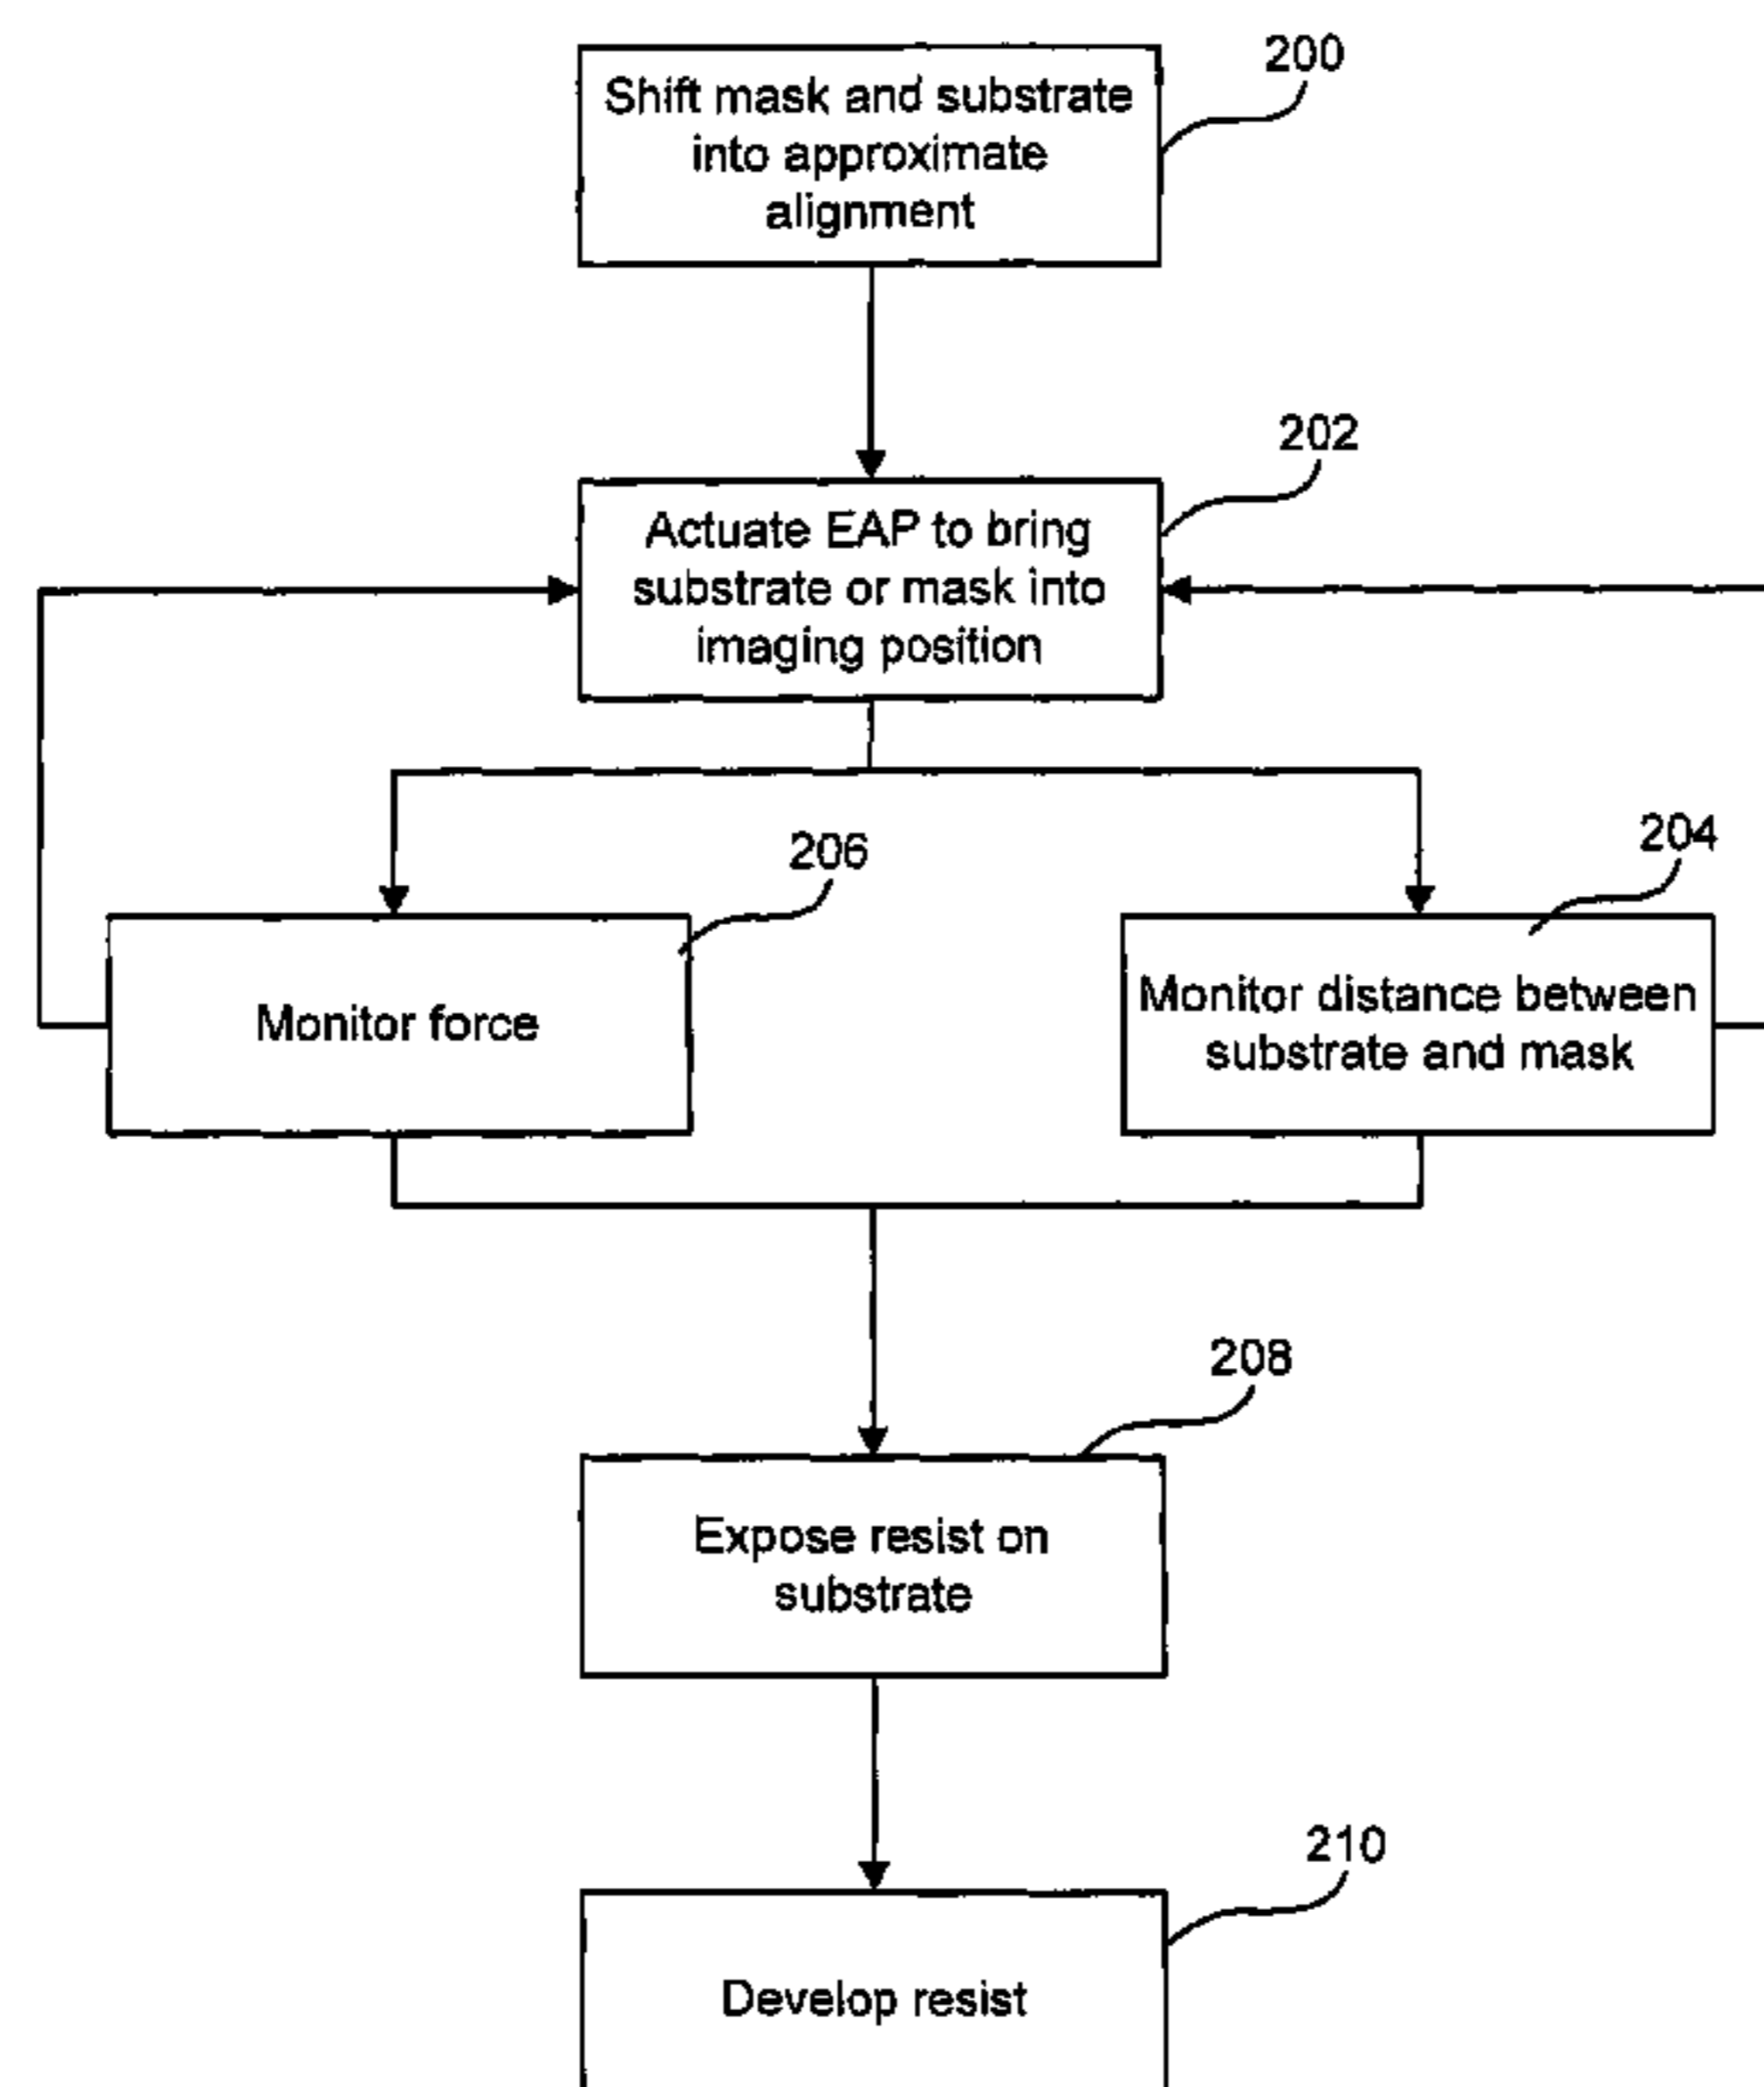 200
Shift mask and substrate
into approximate
alignment
202
Actuate EAP to bring
substrate or mask into
imaging position
206
Monitor force
204
Monitor distance between
substrate and mask
208
Expose resist on
substrate
210
Develop resist